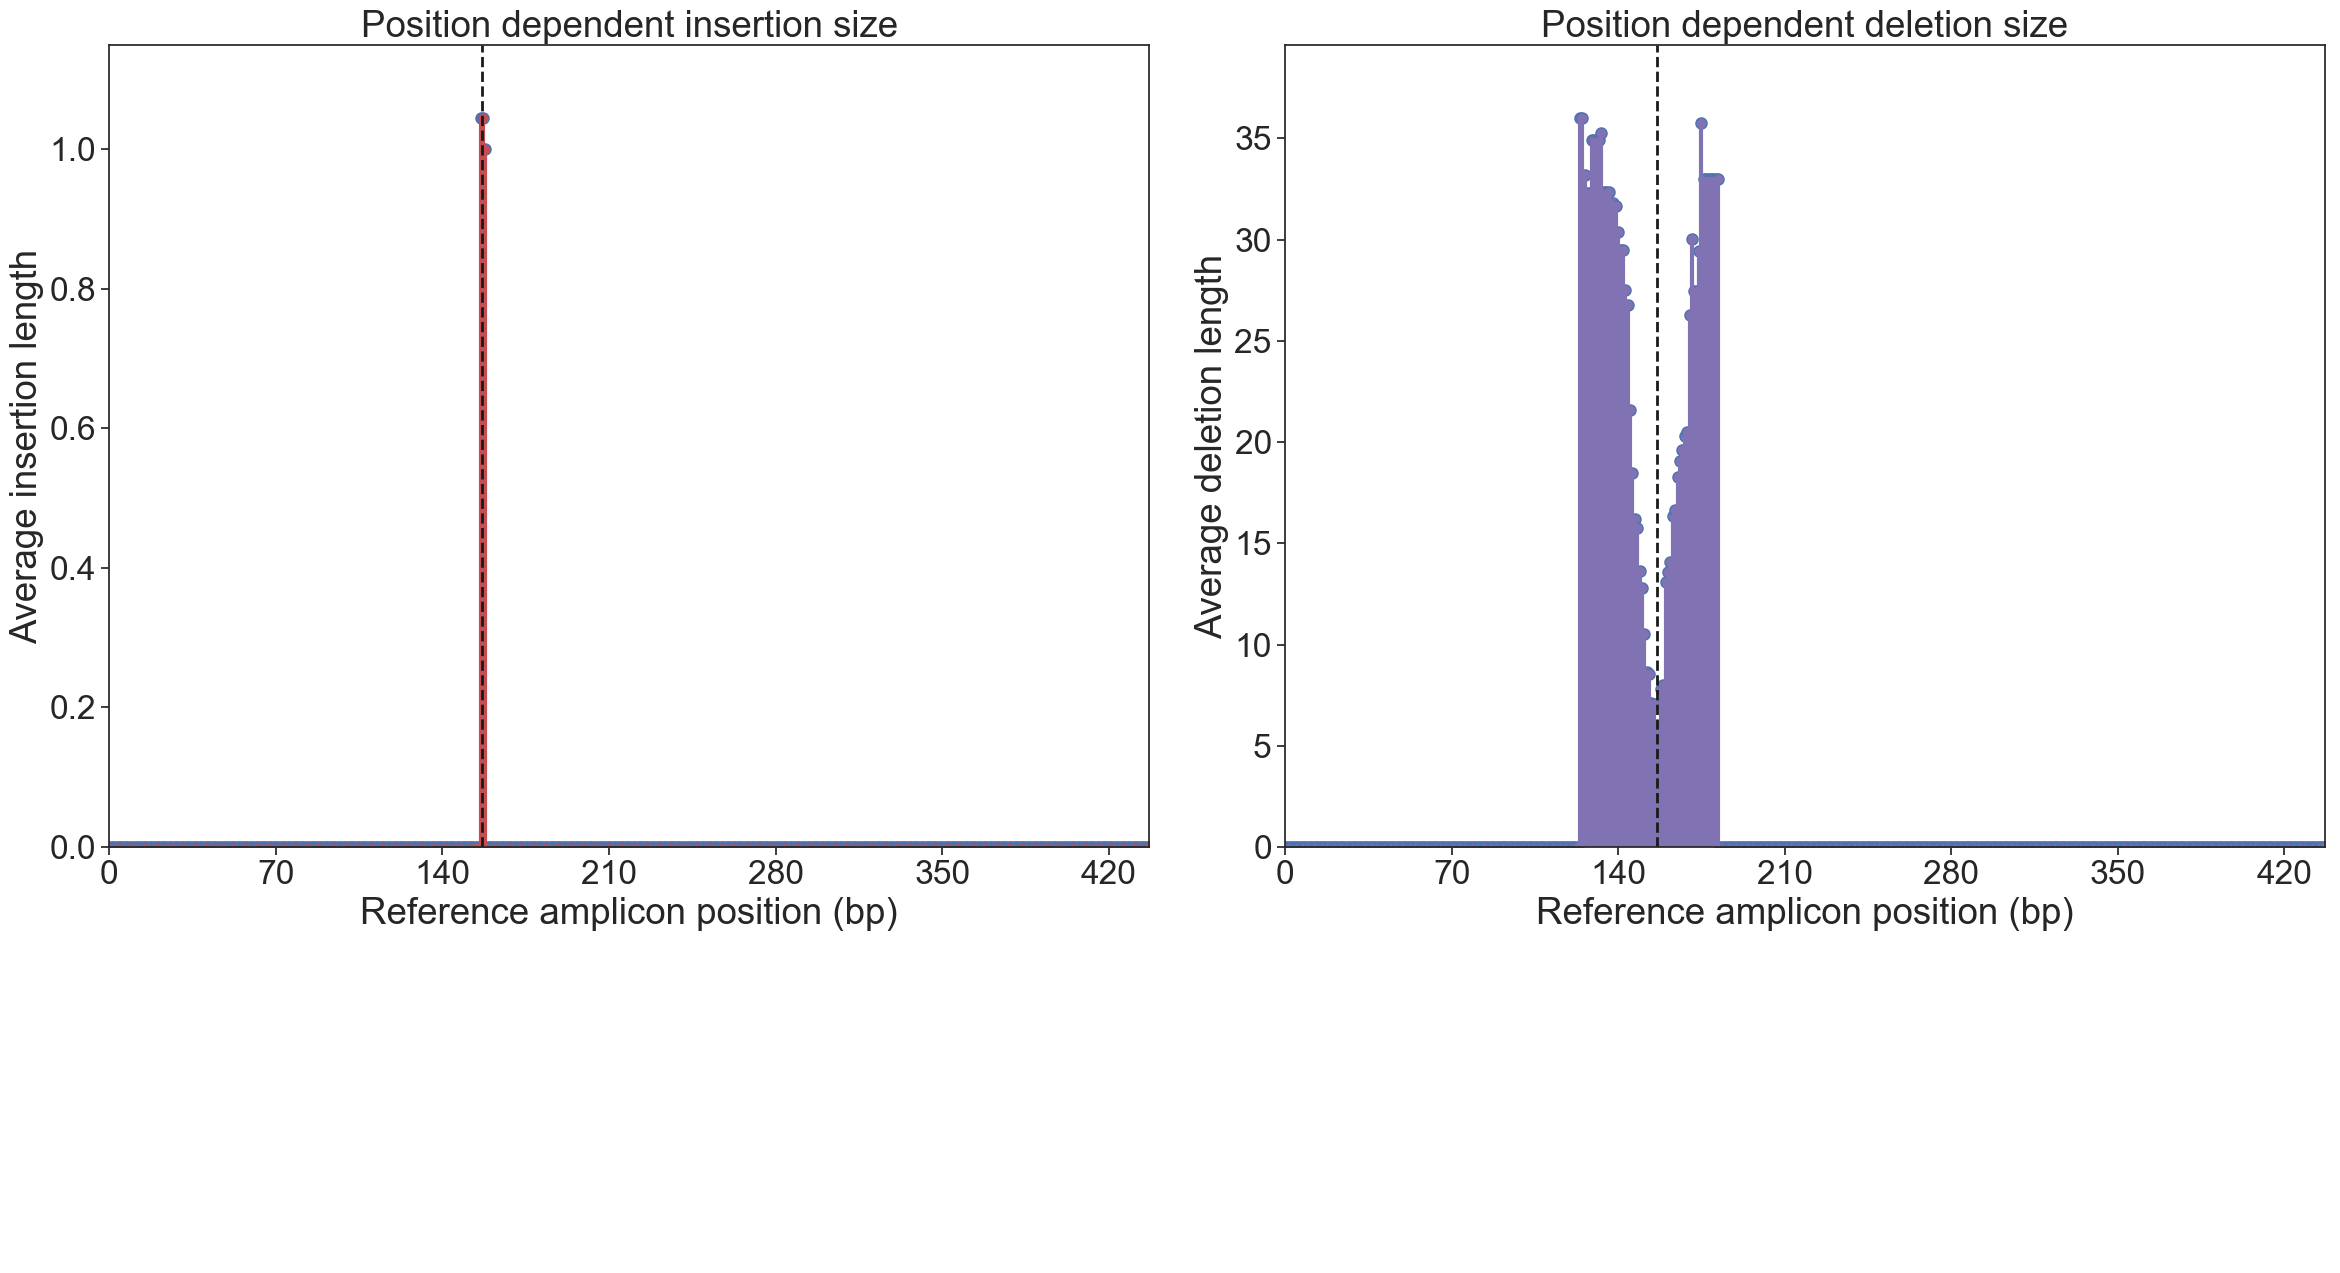 Position dependent insertion size
Average insertion length
1.0
0.8
0.6
0.4
0.2
0.0
0 70 140 210 280 350 420
Reference amplicon position (bp)
Position dependent deletion size
Average deletion length
35
30
25
20
15
10
5
0
0 70 140 210 280 350 420
Reference amplicon position (bp)